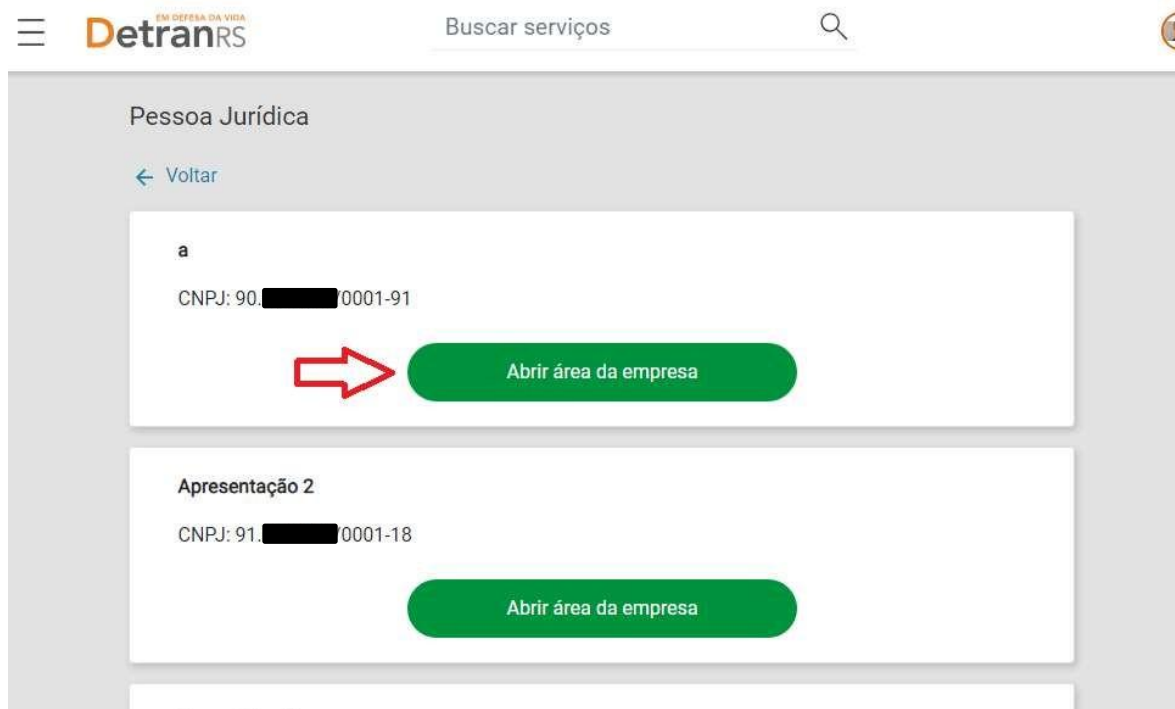 EM DEFESA DA VIDA
DetranRS
Buscar serviços
Pessoa Jurídica
← Voltar
a
CNPJ: 90. /0001-91
Abrir área da empresa
Apresentação 2
CNPJ: 91. /0001-18
Abrir área da empresa